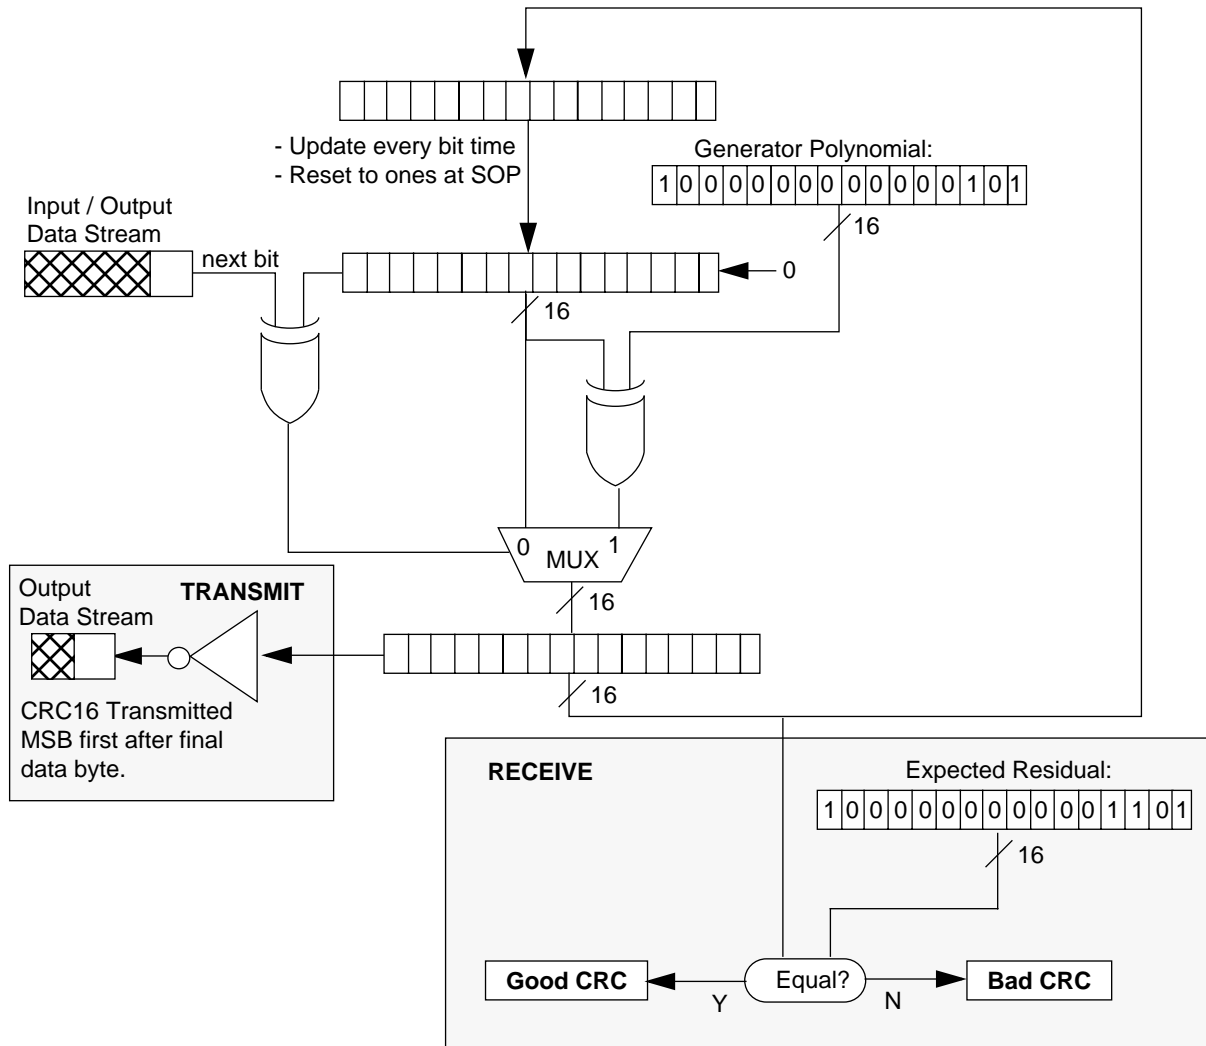 - Update every bit time
- Reset to ones at SOP
Generator Polynomial:
1 0 0 0 0 0 0 0 0 0 0 0 0 1 0 1
16
Input / Output
Data Stream
next bit
0
16
0
1
MUX
16
Output
Data Stream
TRANSMIT
CRC16 Transmitted
MSB first after final
data byte.
16
RECEIVE
Expected Residual:
1 0 0 0 0 0 0 0 0 0 0 0 1 1 0 1
16
Good CRC
Y
Equal?
N
Bad CRC